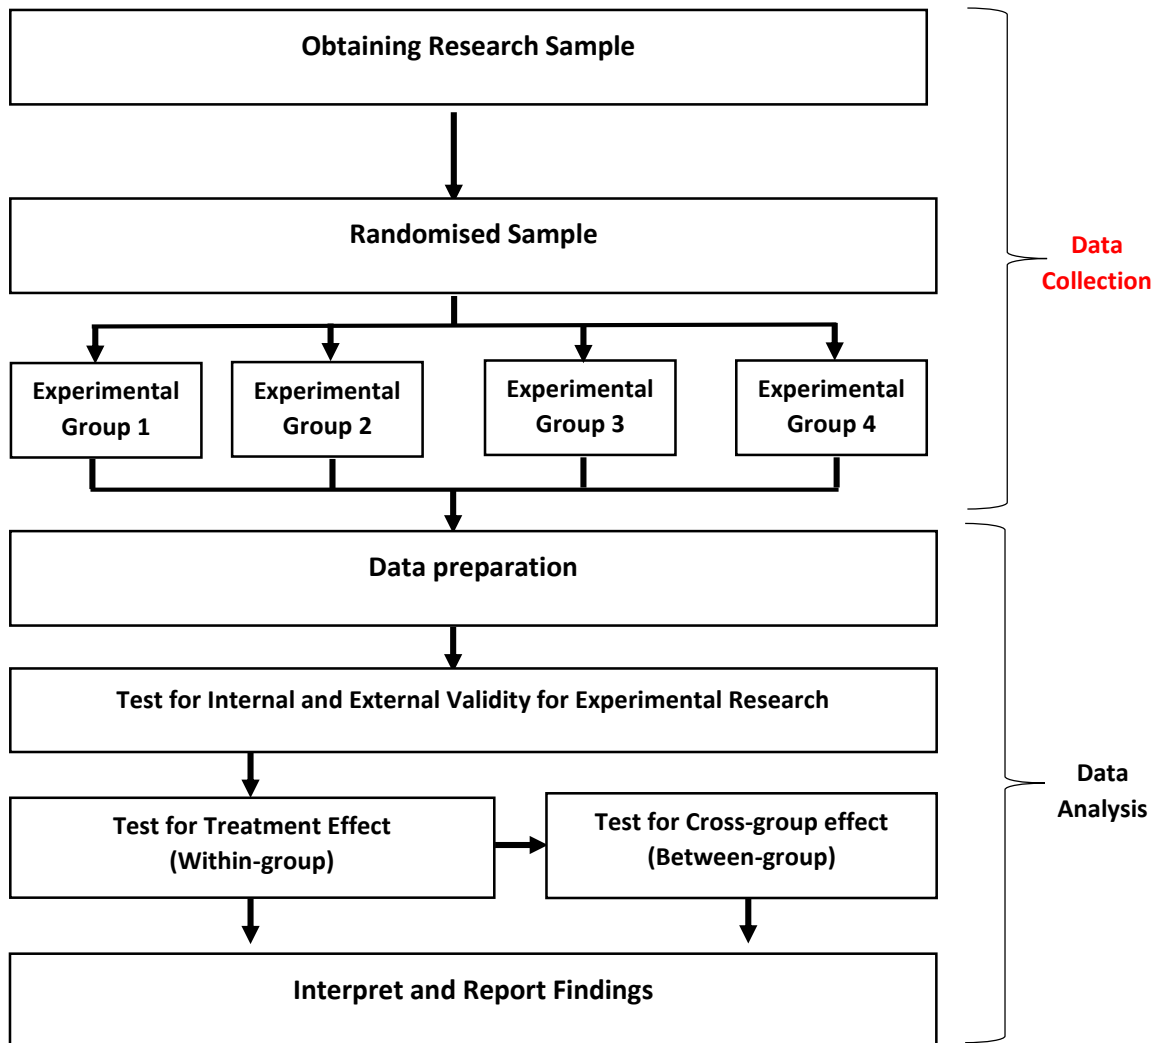 Obtaining Research Sample
Randomised Sample
Data
Collection
Experimental
Group 1
Experimental
Group 2
Experimental
Group 3
Experimental
Group 4
Data preparation
Test for Internal and External Validity for Experimental Research
Data
Analysis
Test for Treatment Effect
(Within-group)
Test for Cross-group effect
(Between-group)
Interpret and Report Findings